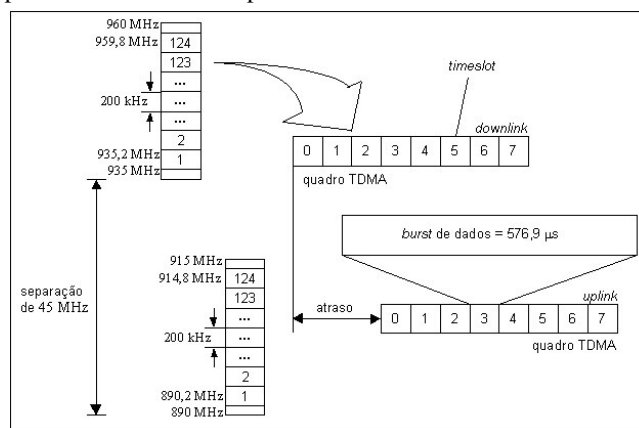 960 MHz
959,8 MHz
124
123
...
200 kHz
...
...
2
935,2 MHz
1
935 MHz
timeslot
downlink
0 1 2 3 4 5 6 7
quadro TDMA
burst de dados = 576,9 µs
separação
de 45 MHz
915 MHz
914,8 MHz
124
123
...
200 kHz
...
...
2
890,2 MHz
1
890 MHz
atraso
uplink
0 1 2 3 4 5 6 7
quadro TDMA